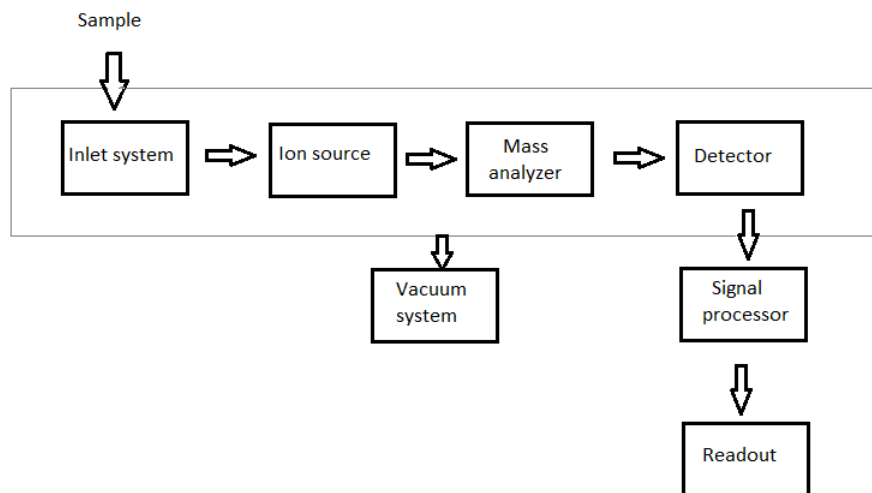 Sample
Inlet system
Ion source
Mass
analyzer
Detector
Vacuum
system
Signal
processor
Readout